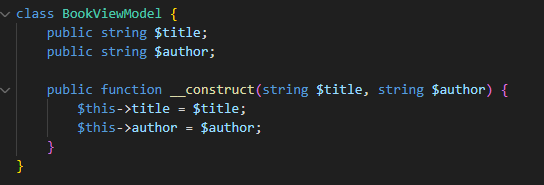 class BookViewModel {
    public string $title;
    public string $author;

    public function __construct(string $title, string $author) {
        $this->title = $title;
        $this->author = $author;
    }
}